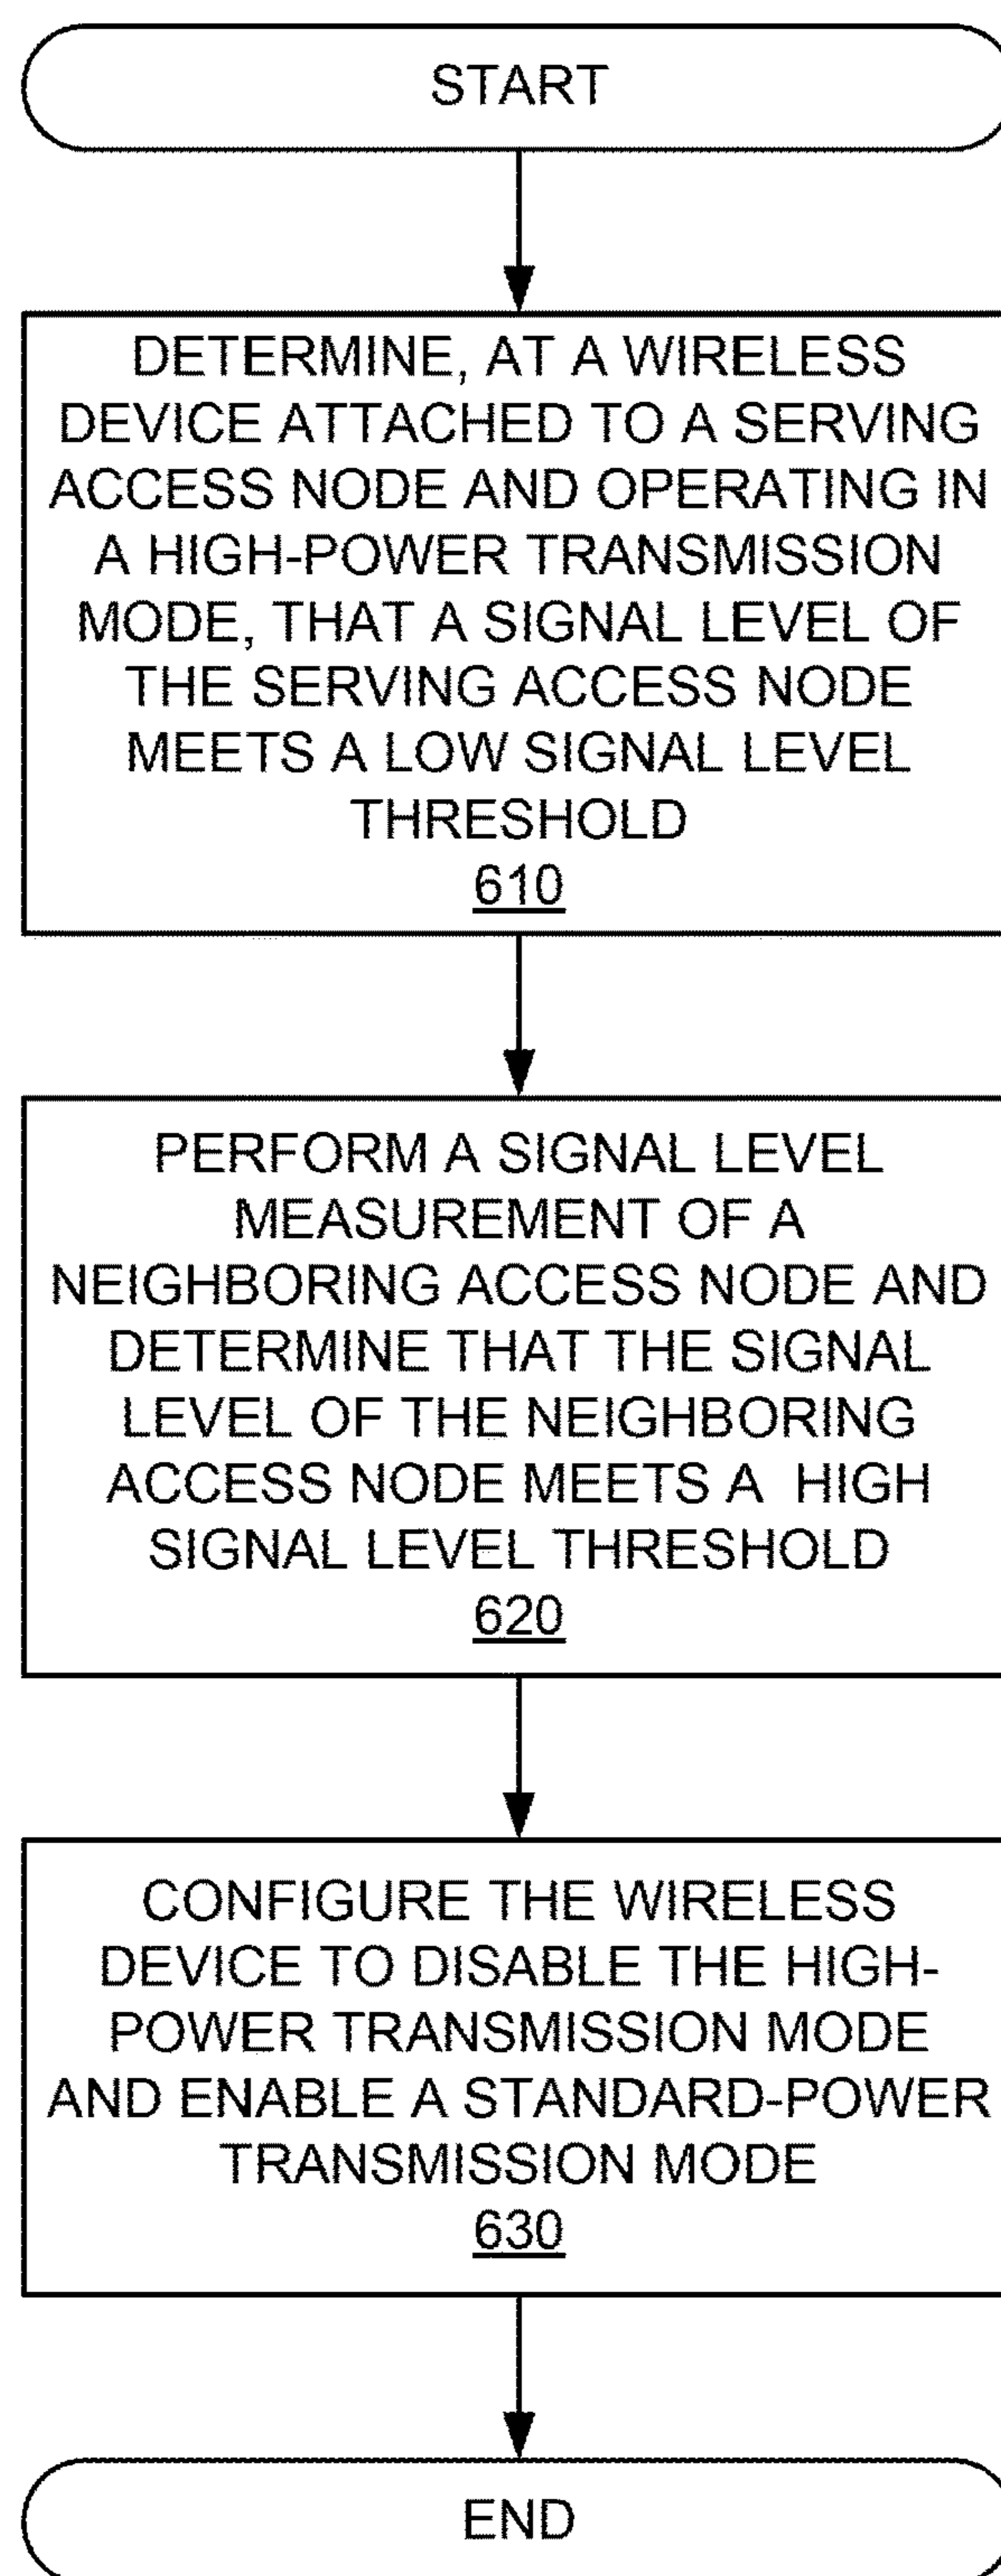 START
DETERMINE, AT A WIRELESS
DEVICE ATTACHED TO A SERVING
ACCESS NODE AND OPERATING IN
A HIGH-POWER TRANSMISSION
MODE, THAT A SIGNAL LEVEL OF
THE SERVING ACCESS NODE
MEETS A LOW SIGNAL LEVEL
THRESHOLD
610
PERFORM A SIGNAL LEVEL
MEASUREMENT OF A
NEIGHBORING ACCESS NODE AND
DETERMINE THAT THE SIGNAL
LEVEL OF THE NEIGHBORING
ACCESS NODE MEETS A HIGH
SIGNAL LEVEL THRESHOLD
620
CONFIGURE THE WIRELESS
DEVICE TO DISABLE THE HIGH-
POWER TRANSMISSION MODE
AND ENABLE A STANDARD-POWER
TRANSMISSION MODE
630
END